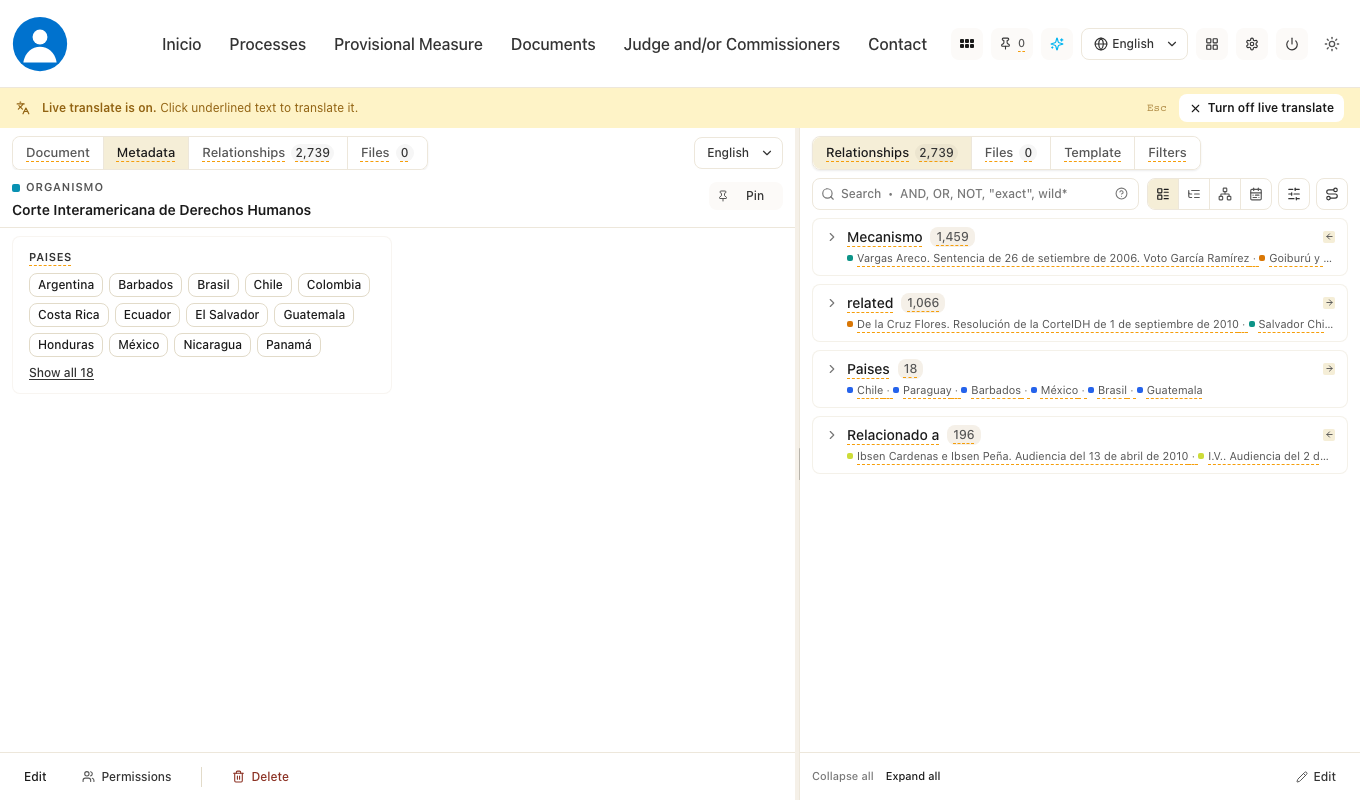 Inicio Processes Provisional Measure Documents Judge and/or Commissioners Contact 0 English
Live translate is on. Click underlined text to translate it. Esc Turn off live translate
Document Metadata Relationships 2,739 Files 0 English
ORGANISMO
Corte Interamericana de Derechos Humanos
Pin
PAISES
Argentina Barbados Brasil Chile Colombia
Costa Rica Ecuador El Salvador Guatemala
Honduras México Nicaragua Panamá
Show all 18
Edit Permissions Delete
Relationships 2,739 Files 0 Template Filters
Search • AND, OR, NOT, "exact", wild*
Mecanismo 1,459
Vargas Areco. Sentencia de 26 de setiembre de 2006. Voto García Ramírez · Goiburú y ...
related 1,066
De la Cruz Flores. Resolución de la CorteIDH de 1 de septiembre de 2010 · Salvador Chi...
Paises 18
Chile · Paraguay · Barbados · México · Brasil · Guatemala
Relacionado a 196
Ibsen Cardenas e Ibsen Peña. Audiencia del 13 de abril de 2010 · I.V.. Audiencia del 2 d...
Collapse all Expand all Edit